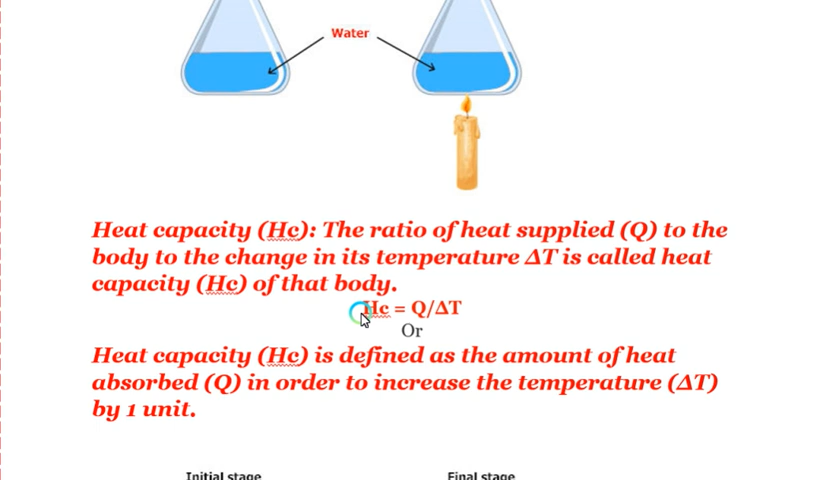 Water
Heat capacity (Hc): The ratio of heat supplied (Q) to the
body to the change in its temperature ΔT is called heat
capacity (Hc) of that body.
Hc = Q/ΔT
Or
Heat capacity (Hc) is defined as the amount of heat
absorbed (Q) in order to increase the temperature (ΔT)
by 1 unit.
Initial stage
Final stage